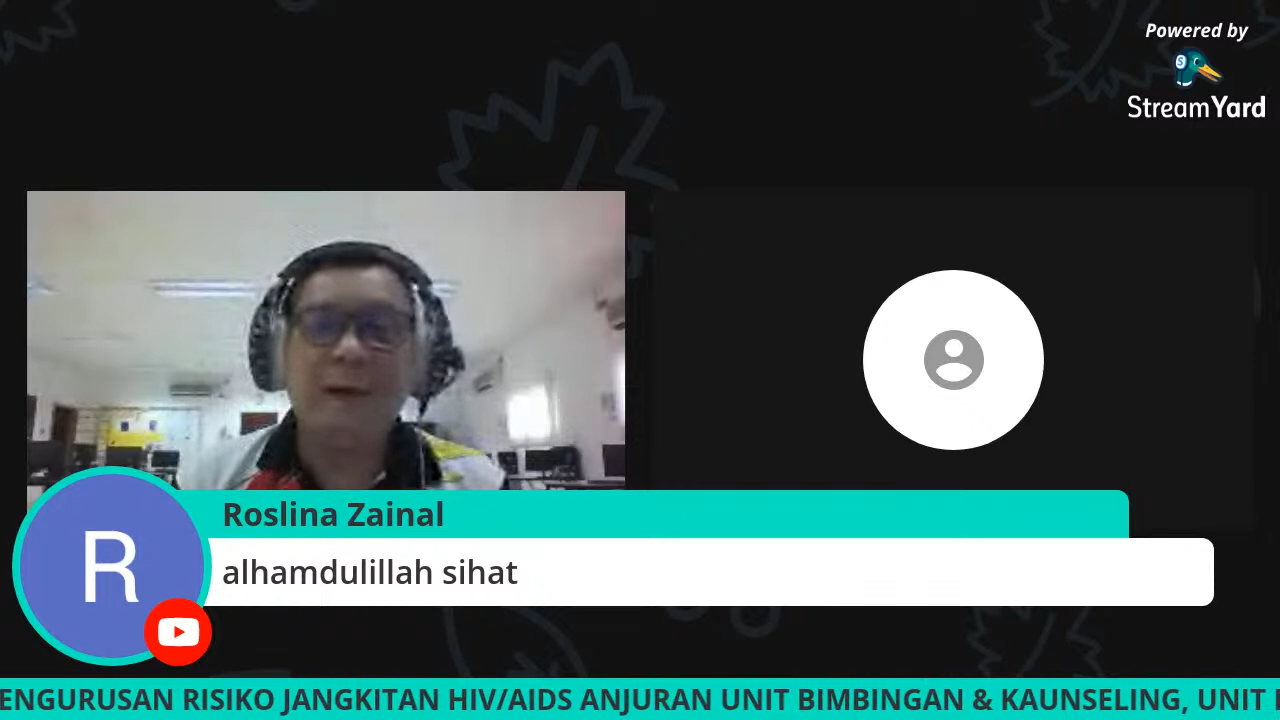 Powered by
StreamYard
R
Roslina Zainal
alhamdulillah sihat
ENGURUSAN RISIKO JANGKITAN HIV/AIDS ANJURAN UNIT BIMBINGAN & KAUNSELING, UNIT